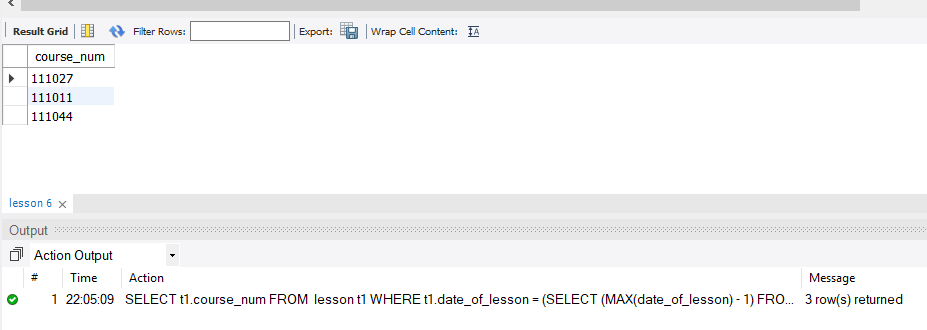 Result Grid Filter Rows: Export: Wrap Cell Content:
course_num
111027
111011
111044
lesson 6
Output
Action Output
# Time Action Message
1 22:05:09 SELECT t1.course_num FROM lesson t1 WHERE t1.date_of_lesson = (SELECT (MAX(date_of_lesson) - 1) FRO... 3 row(s) returned